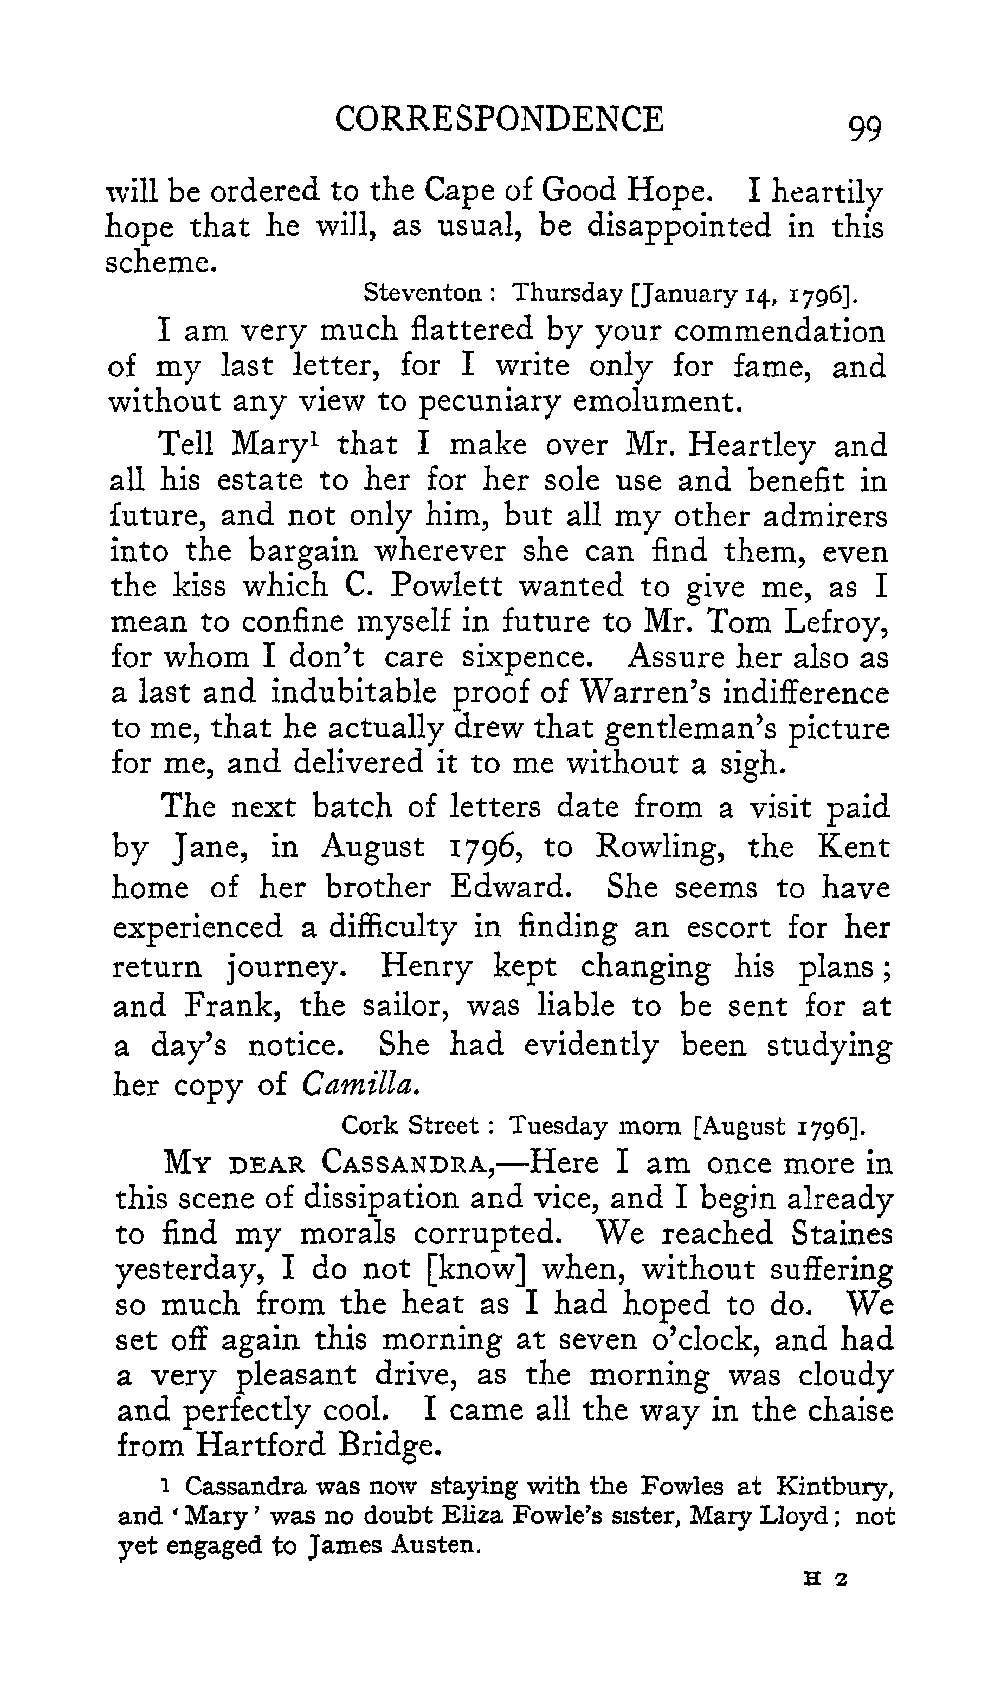 CORRESPONDENCE 99
will be ordered to the Cape of Good Hope. I heartily
hope that he will, as usual, be disappointed in this
scheme.
Steventon : Thursday [January 14, 1796].
I am very much flattered by your commendation
of my last letter, for I write only for fame, and
without any view to pecuniary emolument.
Tell Mary¹ that I make over Mr. Heartley and
all his estate to her for her sole use and benefit in
future, and not only him, but all my other admirers
into the bargain wherever she can find them, even
the kiss which C. Powlett wanted to give me, as I
mean to confine myself in future to Mr. Tom Lefroy,
for whom I don’t care sixpence. Assure her also as
a last and indubitable proof of Warren’s indifference
to me, that he actually drew that gentleman’s picture
for me, and delivered it to me without a sigh.
The next batch of letters date from a visit paid
by Jane, in August 1796, to Rowling, the Kent
home of her brother Edward. She seems to have
experienced a difficulty in finding an escort for her
return journey. Henry kept changing his plans ;
and Frank, the sailor, was liable to be sent for at
a day’s notice. She had evidently been studying
her copy of Camilla.
Cork Street : Tuesday morn [August 1796].
MY DEAR CASSANDRA,—Here I am once more in
this scene of dissipation and vice, and I begin already
to find my morals corrupted. We reached Staines
yesterday, I do not [know] when, without suffering
so much from the heat as I had hoped to do. We
set off again this morning at seven o’clock, and had
a very pleasant drive, as the morning was cloudy
and perfectly cool. I came all the way in the chaise
from Hartford Bridge.
1 Cassandra was now staying with the Fowles at Kintbury,
and ‘Mary’ was no doubt Eliza Fowle’s sister, Mary Lloyd ; not
yet engaged to James Austen.
H 2